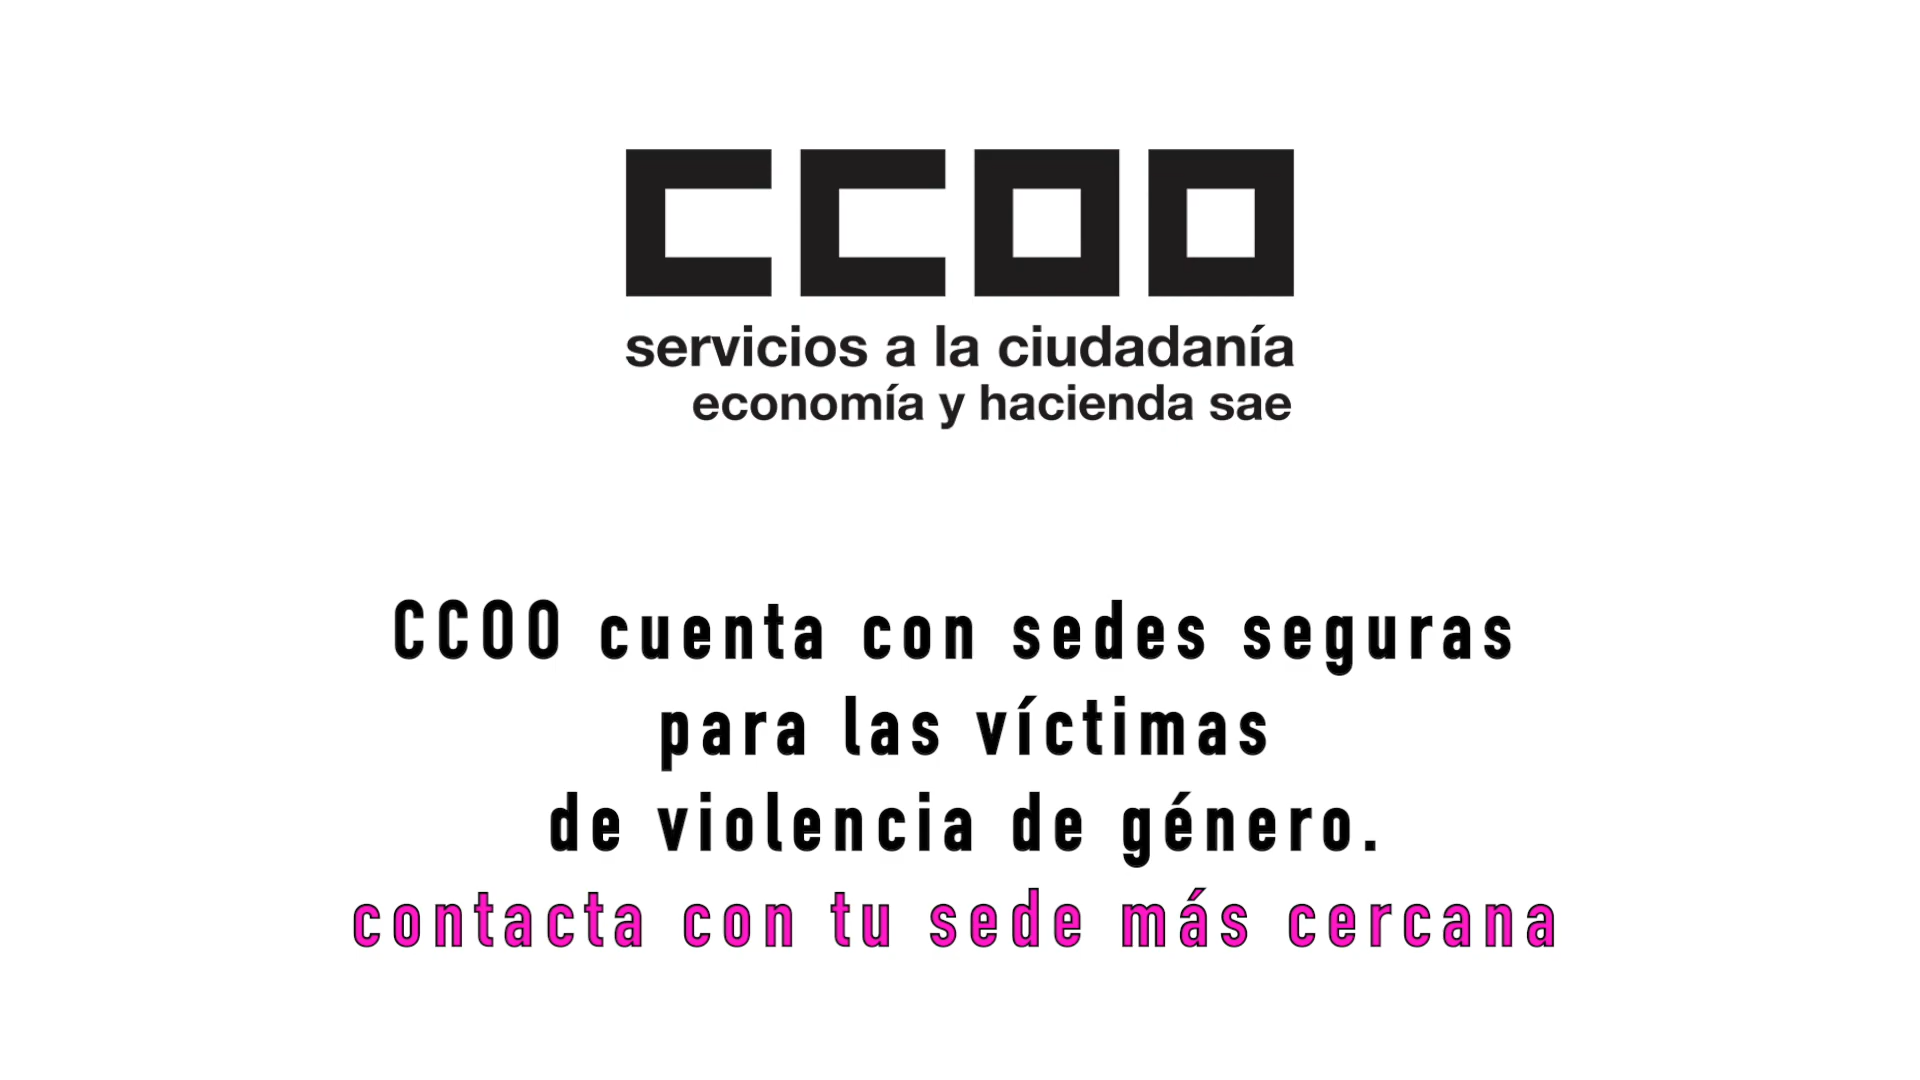 CCOO
servicios a la ciudadanía
economía y hacienda sae
CCOO cuenta con sedes seguras
para las víctimas
de violencia de género.
contacta con tu sede más cercana